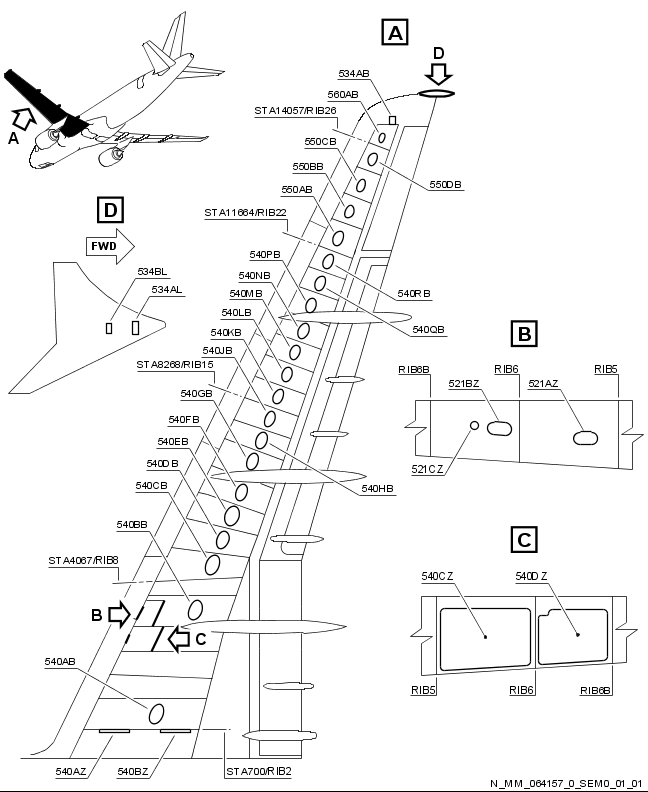 A
D
534AB
560AB
STA14057/RIB26
A
550CB
550BB
550DB
550AB
D
STA11664/RIB22
FWD
540PB
534BL
540NB
534AL
540MB
540RB
540LB
540QB
540KB
B
540JB
STA8268/RIB15
RIB6B
RIB6
RIB5
521BZ
521AZ
540GB
540FB
540EB
540DB
521CZ
540CB
540HB
540BB
C
STA4067/RIB8
540CZ
540DZ
B
C
540AB
RIB5
RIB6
RIB6B
540AZ
540BZ
STA700/RIB2
N_MM_064157_0_SEM0_01_01